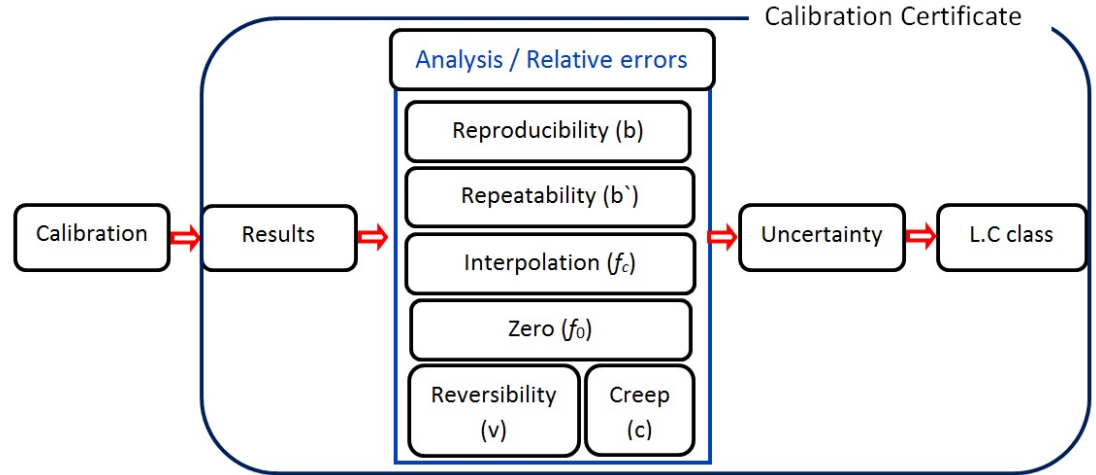 Calibration Certificate
Analysis / Relative errors
Reproducibility (b)
Repeatability (b`)
Calibration
Results
Interpolation (fc)
Uncertainty
L.C class
Zero (f0)
Reversibility
(v)
Creep
(c)